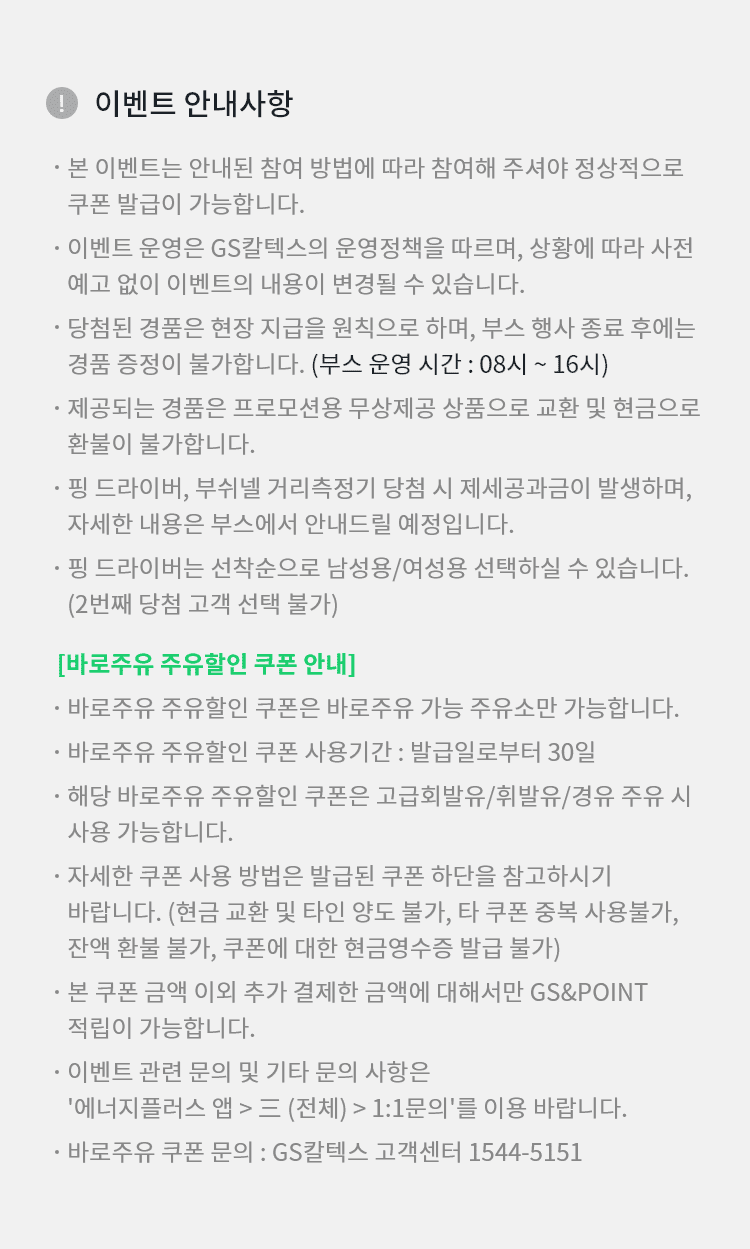 ! 이벤트 안내사항
· 본 이벤트는 안내된 참여 방법에 따라 참여해 주셔야 정상적으로
쿠폰 발급이 가능합니다.
· 이벤트 운영은 GS칼텍스의 운영정책을 따르며, 상황에 따라 사전
예고 없이 이벤트의 내용이 변경될 수 있습니다.
· 당첨된 경품은 현장 지급을 원칙으로 하며, 부스 행사 종료 후에는
경품 증정이 불가합니다. (부스 운영 시간 : 08시 ~ 16시)
· 제공되는 경품은 프로모션용 무상제공 상품으로 교환 및 현금으로
환불이 불가합니다.
· 핑 드라이버, 부쉬넬 거리측정기 당첨 시 제세공과금이 발생하며,
자세한 내용은 부스에서 안내드릴 예정입니다.
· 핑 드라이버는 선착순으로 남성용/여성용 선택하실 수 있습니다.
(2번째 당첨 고객 선택 불가)
[바로주유 주유할인 쿠폰 안내]
· 바로주유 주유할인 쿠폰은 바로주유 가능 주유소만 가능합니다.
· 바로주유 주유할인 쿠폰 사용기간 : 발급일로부터 30일
· 해당 바로주유 주유할인 쿠폰은 고급회발유/휘발유/경유 주유 시
사용 가능합니다.
· 자세한 쿠폰 사용 방법은 발급된 쿠폰 하단을 참고하시기
바랍니다. (현금 교환 및 타인 양도 불가, 타 쿠폰 중복 사용불가,
잔액 환불 불가, 쿠폰에 대한 현금영수증 발급 불가)
· 본 쿠폰 금액 이외 추가 결제한 금액에 대해서만 GS&POINT
적립이 가능합니다.
· 이벤트 관련 문의 및 기타 문의 사항은
'에너지플러스 앱 > 三 (전체) > 1:1문의'를 이용 바랍니다.
· 바로주유 쿠폰 문의 : GS칼텍스 고객센터 1544-5151